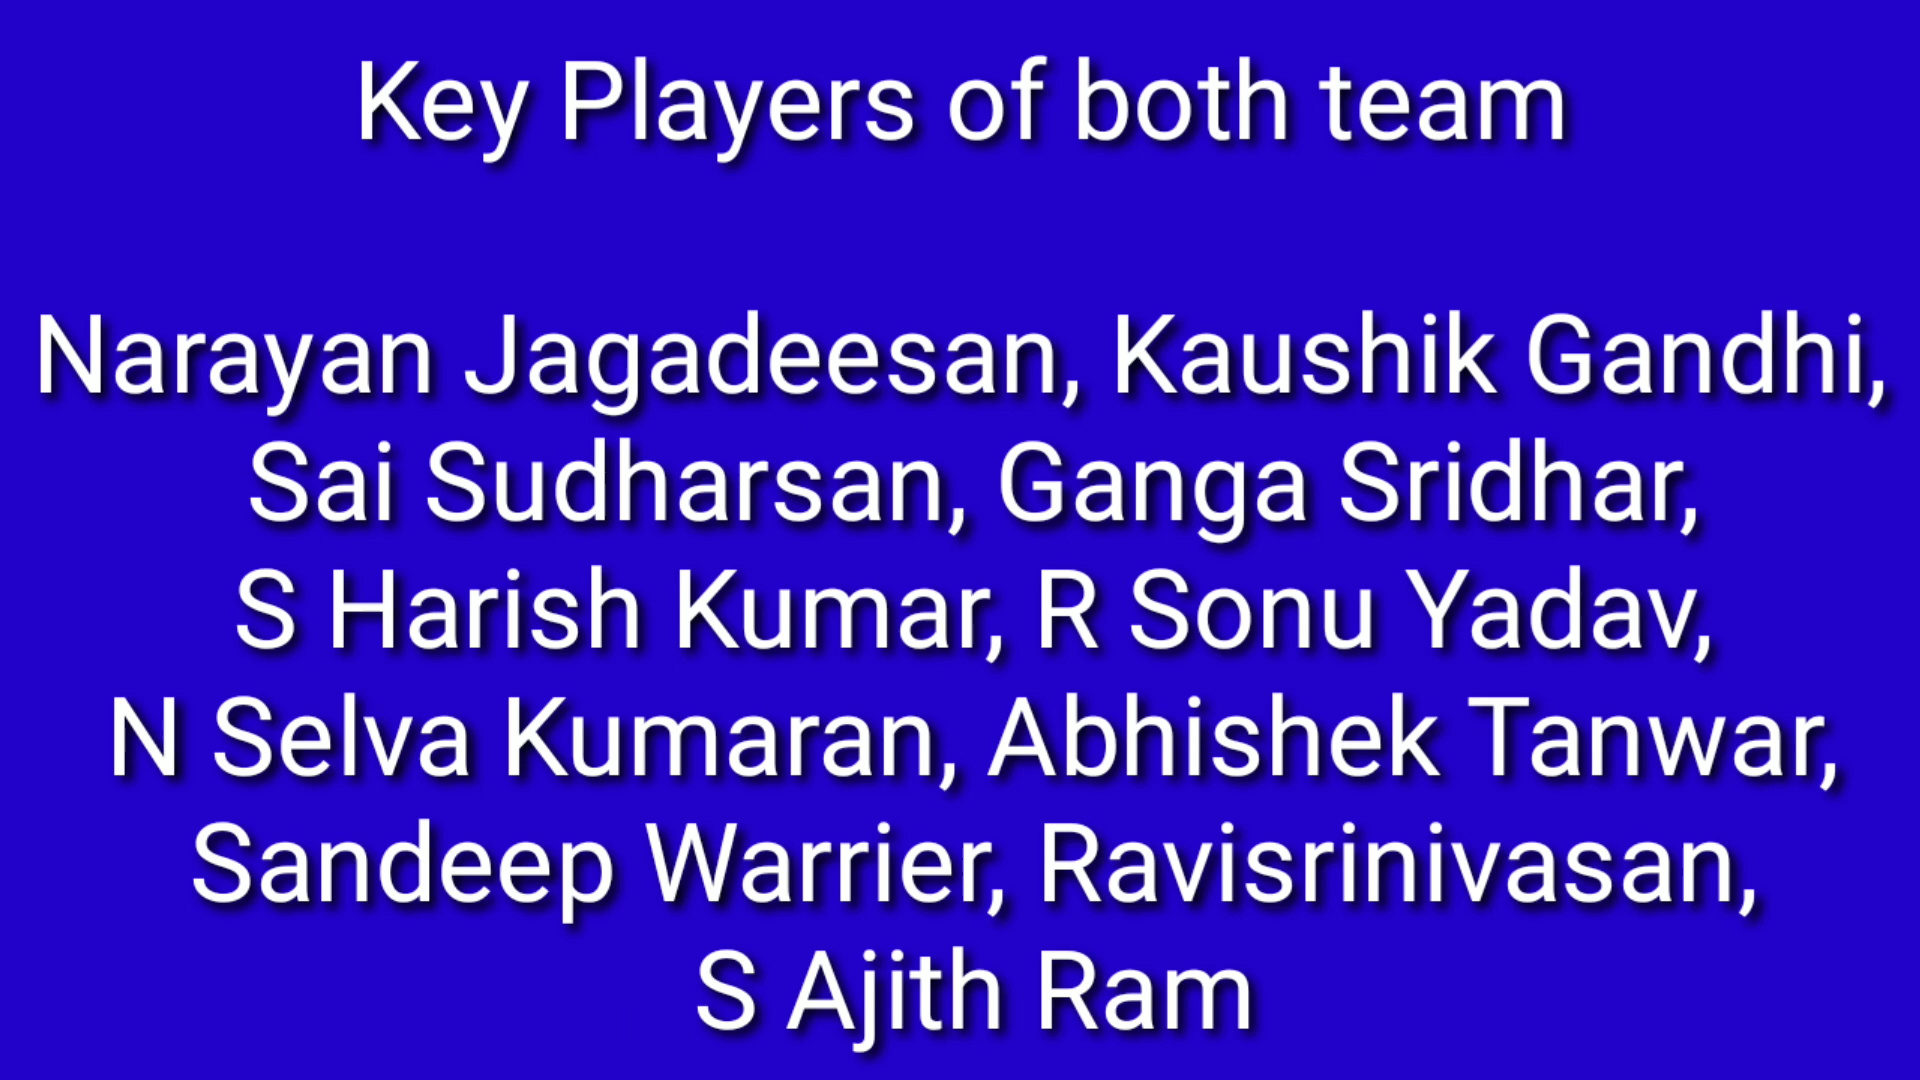 Key Players of both team
Narayan Jagadeesan, Kaushik Gandhi,
Sai Sudharsan, Ganga Sridhar,
S Harish Kumar, R Sonu Yadav,
N Selva Kumaran, Abhishek Tanwar,
Sandeep Warrier, Ravisrinivasan,
S Ajith Ram